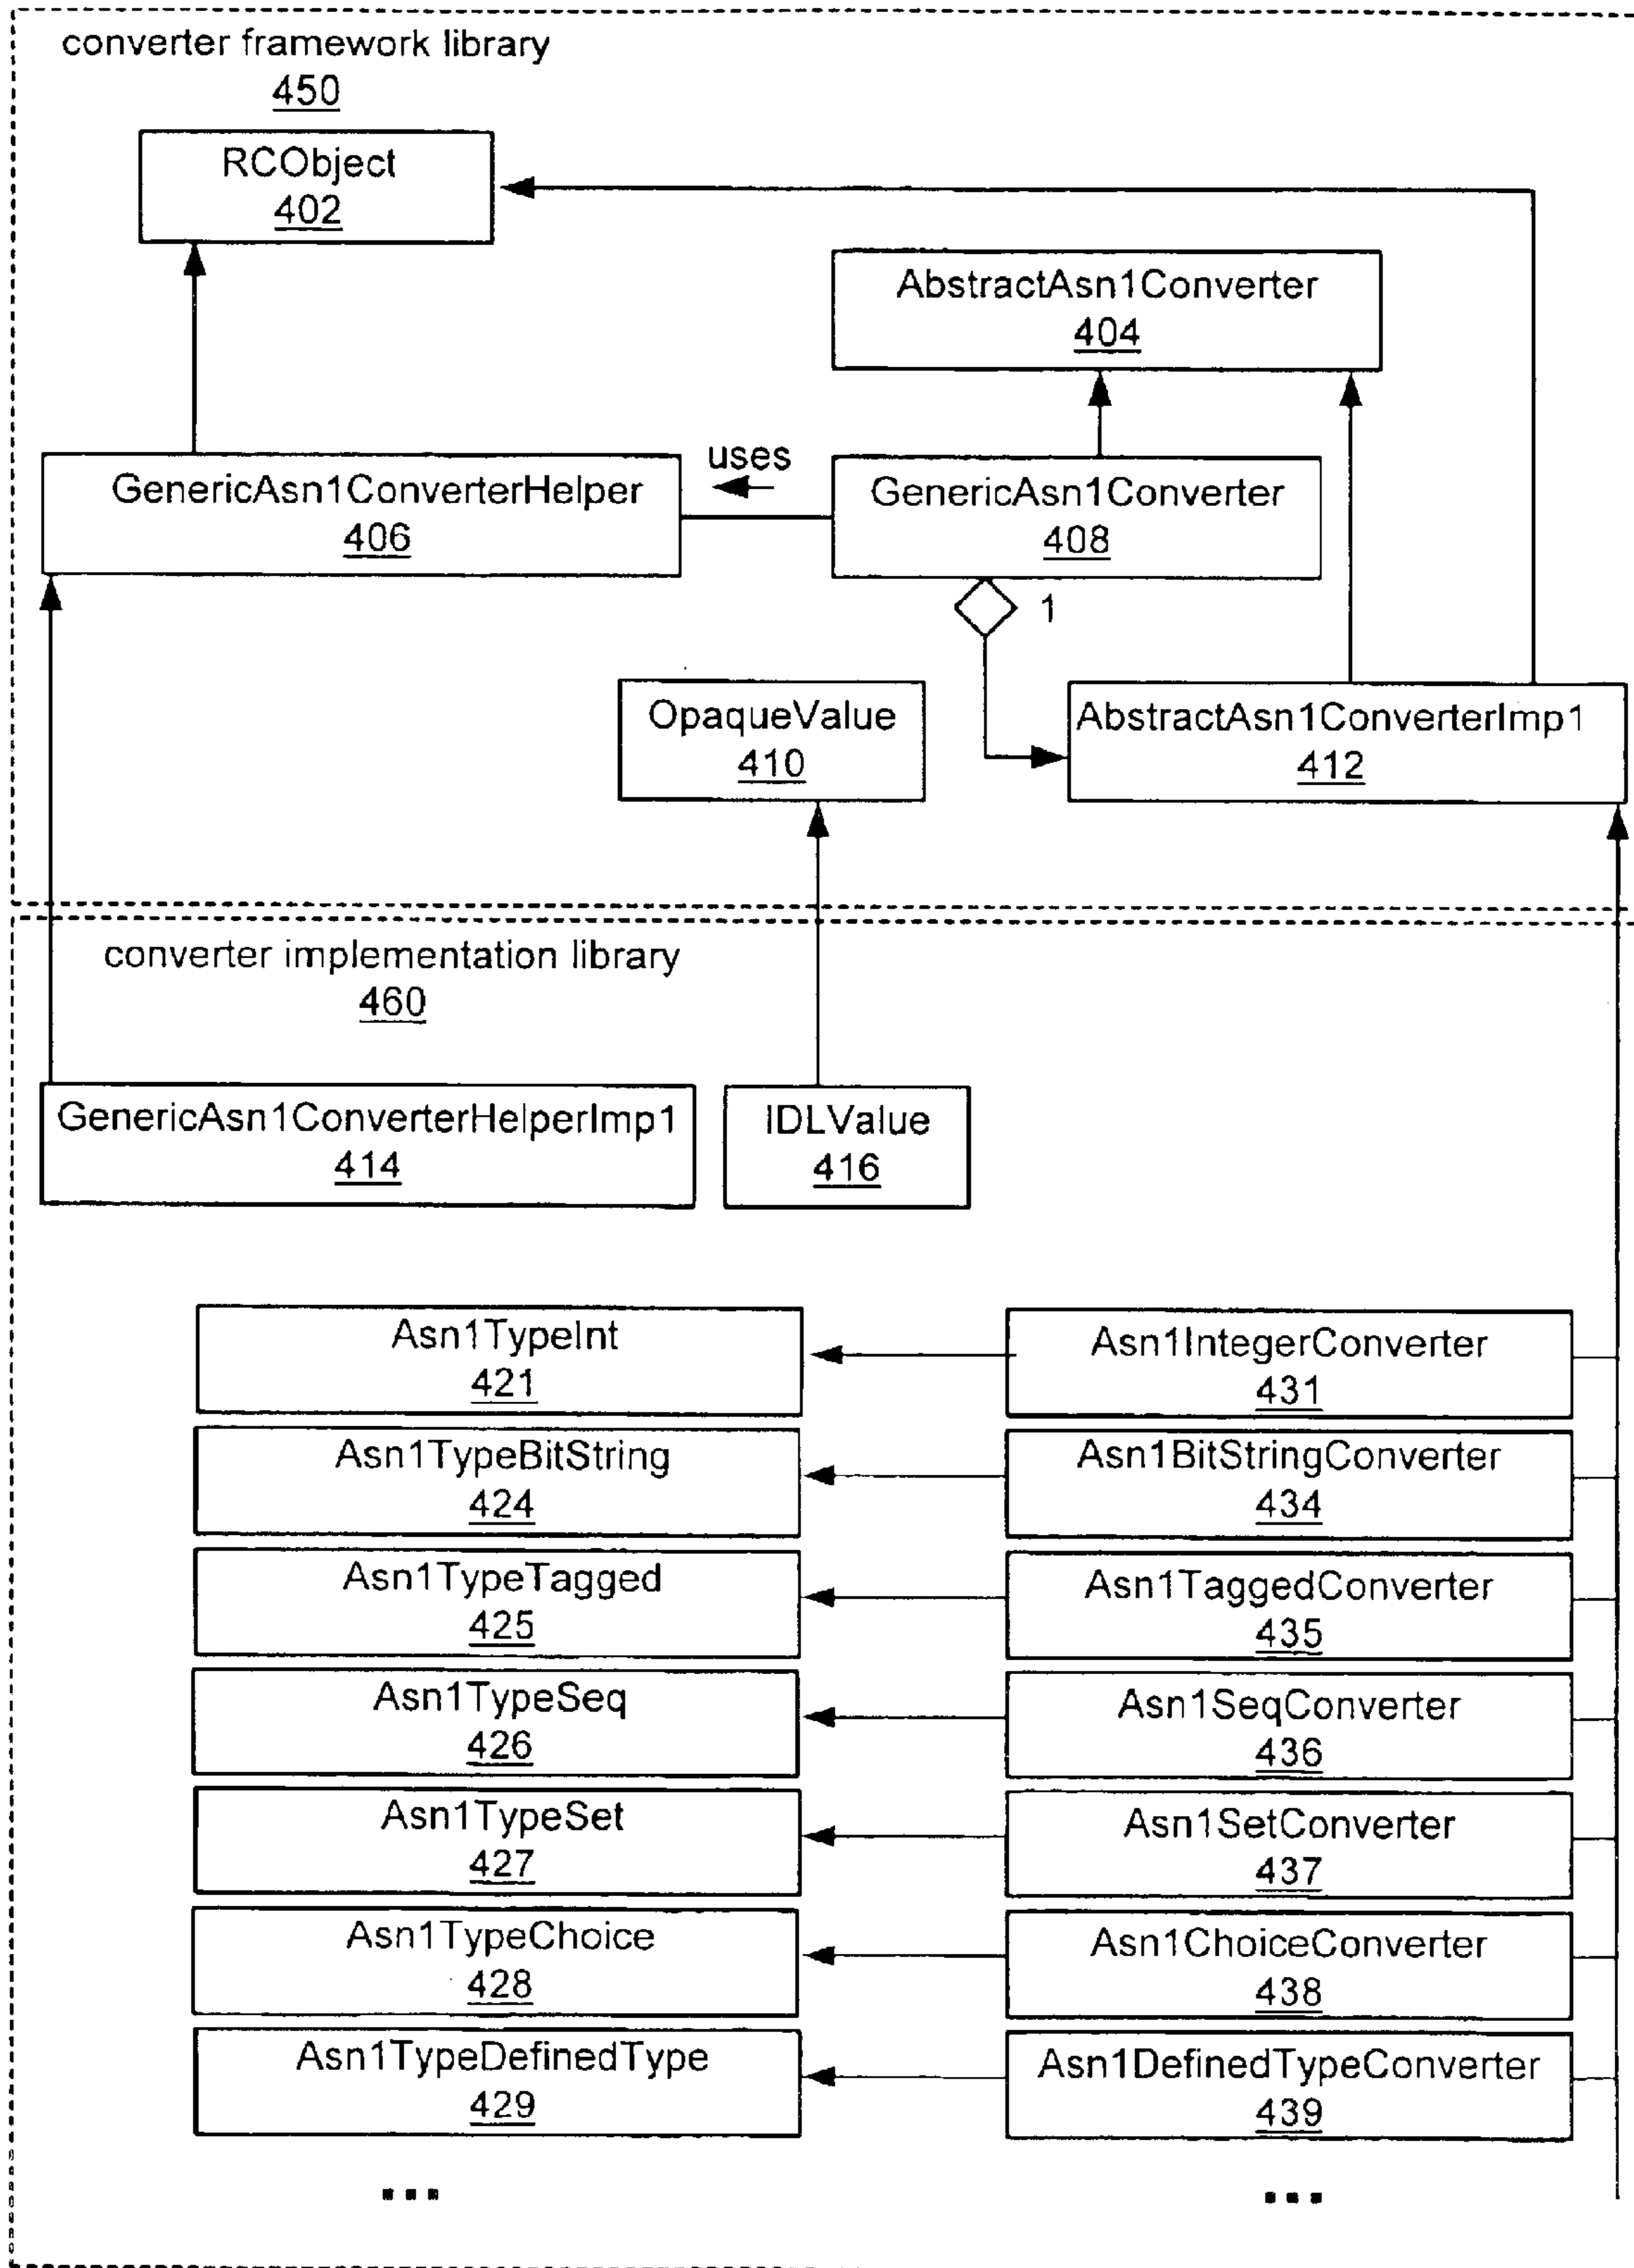 converter framework library
450
RCObject
402
AbstractAsn1Converter
404
uses
GenericAsn1ConverterHelper
406
GenericAsn1Converter
408
1
OpaqueValue
410
AbstractAsn1ConverterImp1
412
converter implementation library
460
GenericAsn1ConverterHelperImp1
414
IDLValue
416
Asn1TypeInt
421
Asn1IntegerConverter
431
Asn1TypeBitString
424
Asn1BitStringConverter
434
Asn1TypeTagged
425
Asn1TaggedConverter
435
Asn1TypeSeq
426
Asn1SeqConverter
436
Asn1TypeSet
427
Asn1SetConverter
437
Asn1TypeChoice
428
Asn1ChoiceConverter
438
Asn1TypeDefinedType
429
Asn1DefinedTypeConverter
439
...
...